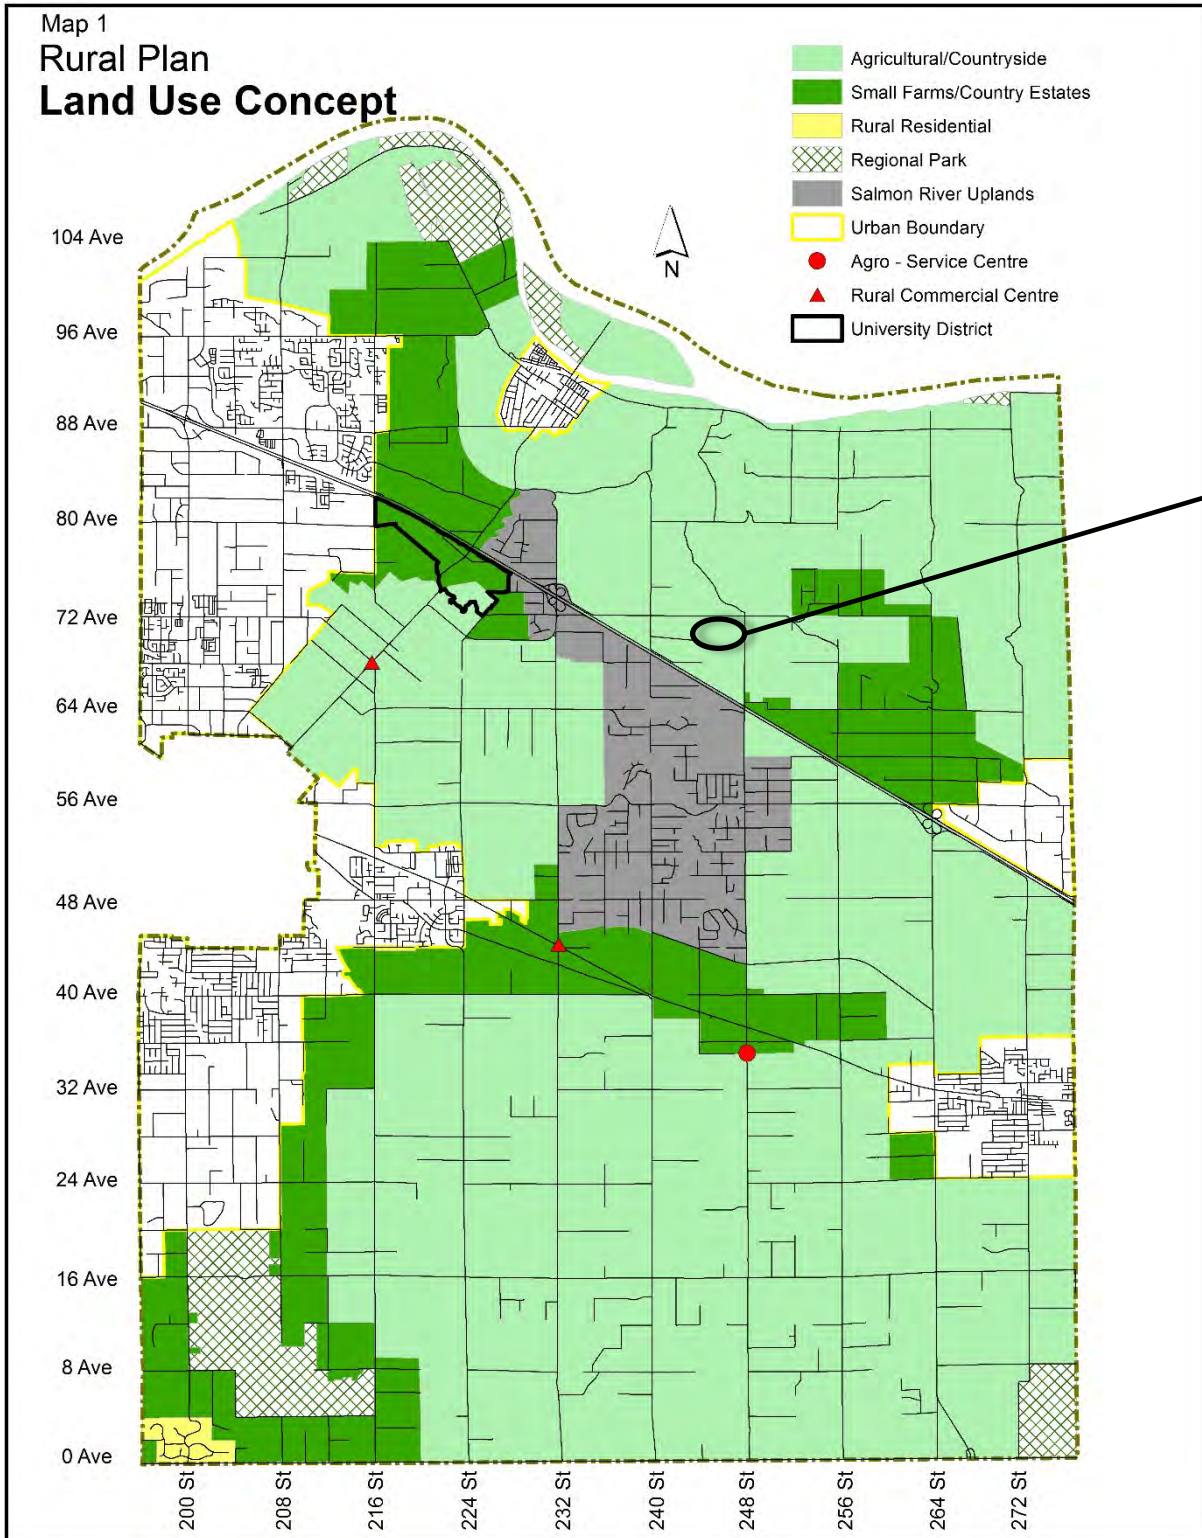 Map 1
Rural Plan
Land Use Concept
Agricultural/Countryside
Small Farms/Country Estates
Rural Residential
Regional Park
Salmon River Uplands
Urban Boundary
Agro - Service Centre
Rural Commercial Centre
University District
N
104 Ave
96 Ave
88 Ave
80 Ave
72 Ave
64 Ave
56 Ave
48 Ave
40 Ave
32 Ave
24 Ave
16 Ave
8 Ave
0 Ave
200 St
208 St
216 St
224 St
232 St
240 St
248 St
256 St
264 St
272 St